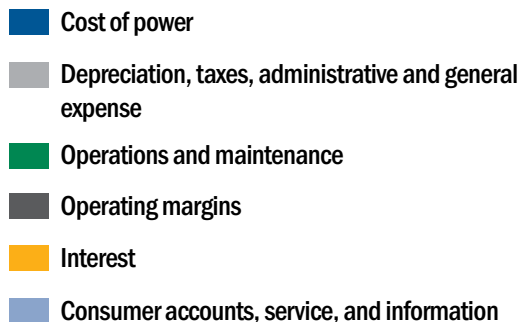 Cost of power
Depreciation, taxes, administrative and general
expense
Operations and maintenance
Operating margins
Interest
Consumer accounts, service, and information